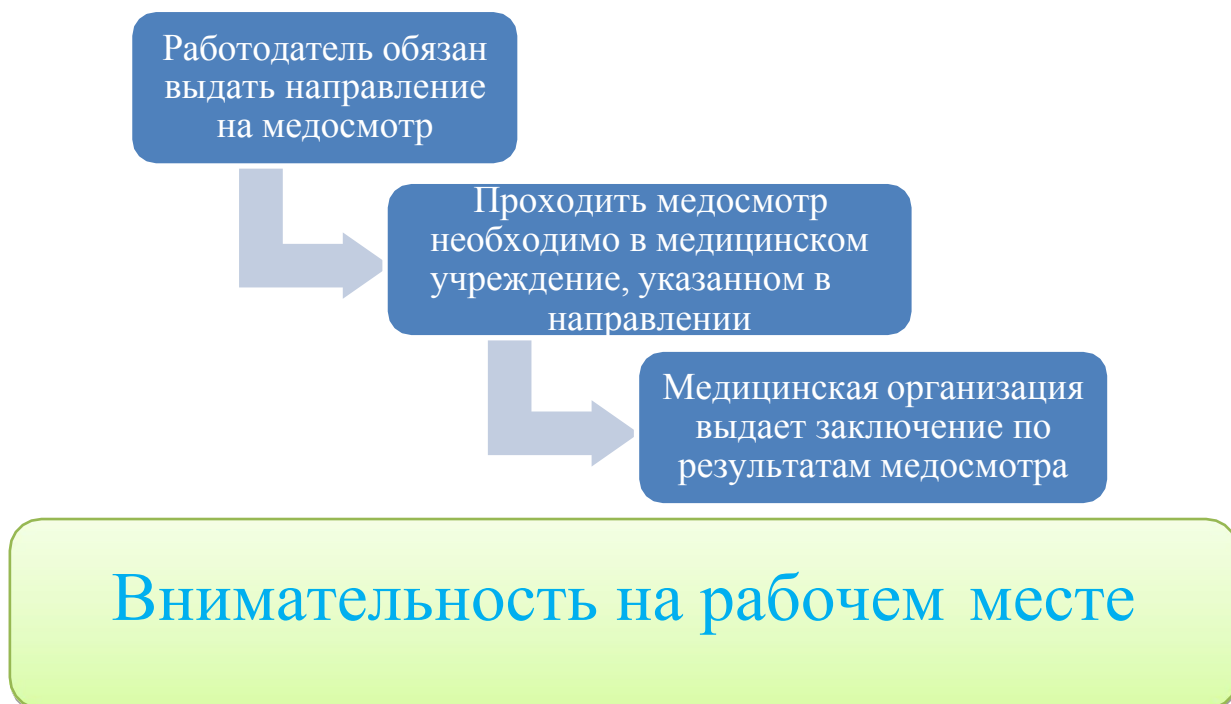 Работодатель обязан
выдать направление
на медосмотр
Проходить медосмотр
необходимо в медицинском
учреждение, указанном в
направлении
Медицинская организация
выдает заключение по
результатам медосмотра
Внимательность на рабочем месте